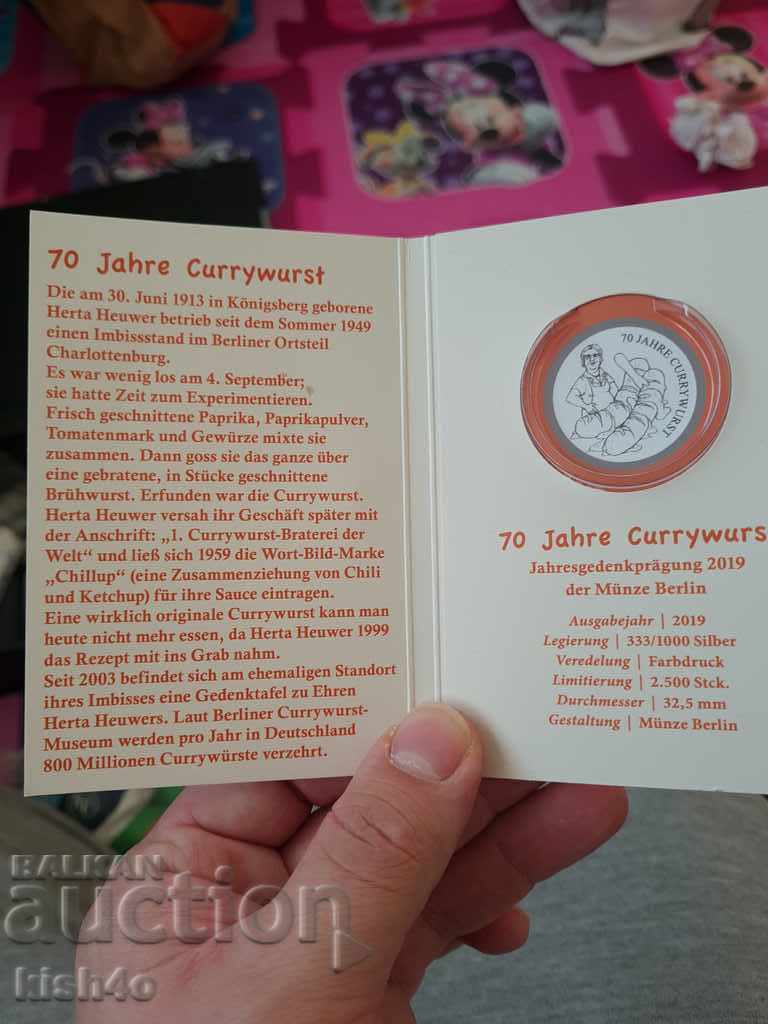 70 Jahre Currywurst
Die am 30. Juni 1913 in Königsberg geborene
Herta Heuwer betrieb seit dem Sommer 1949
einen Imbissstand im Berliner Ortsteil
Charlottenburg.
Es war wenig los am 4. September;
sie hatte Zeit zum Experimentieren.
Frisch geschnittene Paprika, Paprikapulver,
Tomatenmark und Gewürze mixte sie
zusammen. Dann goss sie das ganze über
eine gebratene, in Stücke geschnittene
Brühwurst. Erfunden war die Currywurst.
Herta Heuwer versah ihr Geschäft später mit
der Anschrift: „1. Currywurst-Braterei der
Welt“ und ließ sich 1959 die Wort-Bild-Marke
„Chillup“ (eine Zusammenziehung von Chili
und Ketchup) für ihre Sauce eintragen.
Eine wirklich originale Currywurst kann man
heute nicht mehr essen, da Herta Heuwer 1999
das Rezept mit ins Grab nahm.
Seit 2003 befindet sich am ehemaligen Standort
ihres Imbisses eine Gedenktafel zu Ehren
Herta Heuwers. Laut Berliner Currywurst-
Museum werden pro Jahr in Deutschland
800 Millionen Currywürste verzehrt.
70 JAHRE CURRYWURST
70 Jahre Currywurs
Jahresgedenkprägung 2019
der Münze Berlin
Ausgabejahr | 2019
Legierung | 333/1000 Silber
Veredelung | Farbdruck
Limitierung | 2.500 Stck.
Durchmesser | 32,5 mm
Gestaltung | Münze Berlin
BALKAN
auction
kish4o